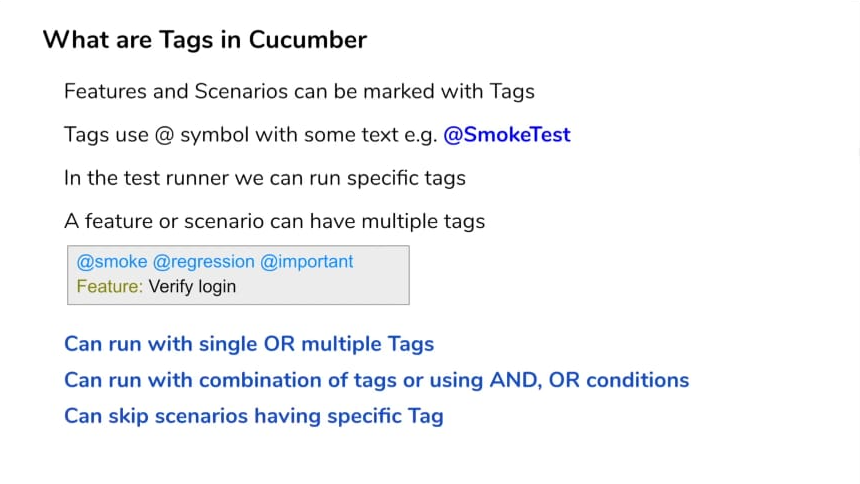 What are Tags in Cucumber
Features and Scenarios can be marked with Tags
Tags use @ symbol with some text e.g. @SmokeTest
In the test runner we can run specific tags
A feature or scenario can have multiple tags
@smoke @regression @important
Feature: Verify login
Can run with single OR multiple Tags
Can run with combination of tags or using AND, OR conditions
Can skip scenarios having specific Tag